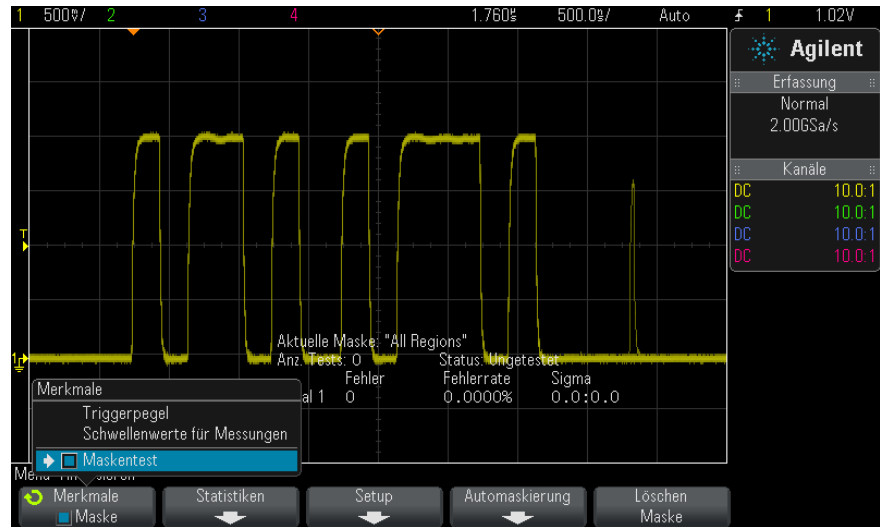 1 500▿/ 2 3 4 1.760s 500.0s/ Auto 1 1.02V
Agilent
Erfassung
Normal
2.00GSa/s
Kanäle
DC 10.0:1
DC 10.0:1
DC 10.0:1
DC 10.0:1
T
1
Aktuelle Maske: "All Regions"
Anz. Tests: 0 Status: Ungetestet
Fehler Fehlerrate Sigma
al 1 0 0.0000% 0.0:0.0
Merkmale
Triggerpegel
Schwellenwerte für Messungen
Maskentest
Merkmale Statistiken Setup Automaskierung Löschen
Maske Maske